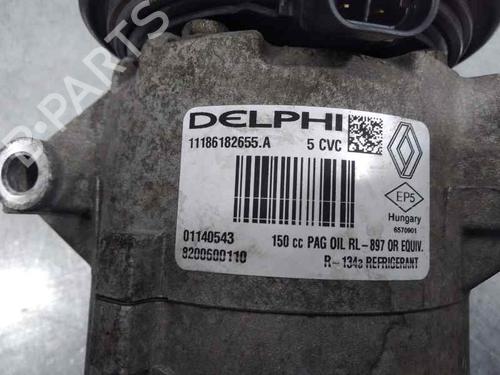 DELPHI
11186182655.A 5 CVC
EP5
Hungary
6570901
01140543 150 cc PAG OIL RL-897 OR EQUIV.
8200600110 R-134a REFRIGERANT